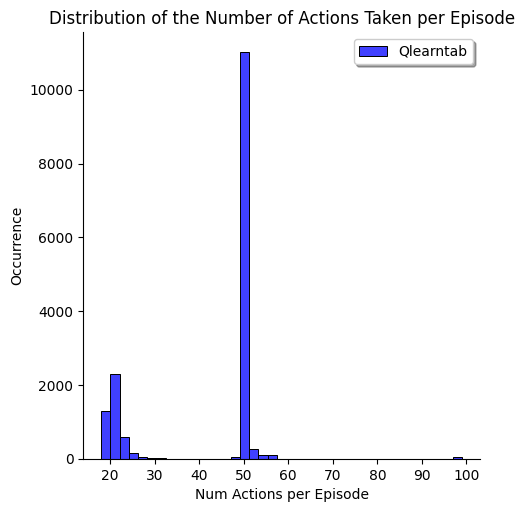 Distribution of the Number of Actions Taken per Episode
Qlearntab
Occurrence
10000
8000
6000
4000
2000
0
20 30 40 50 60 70 80 90 100
Num Actions per Episode